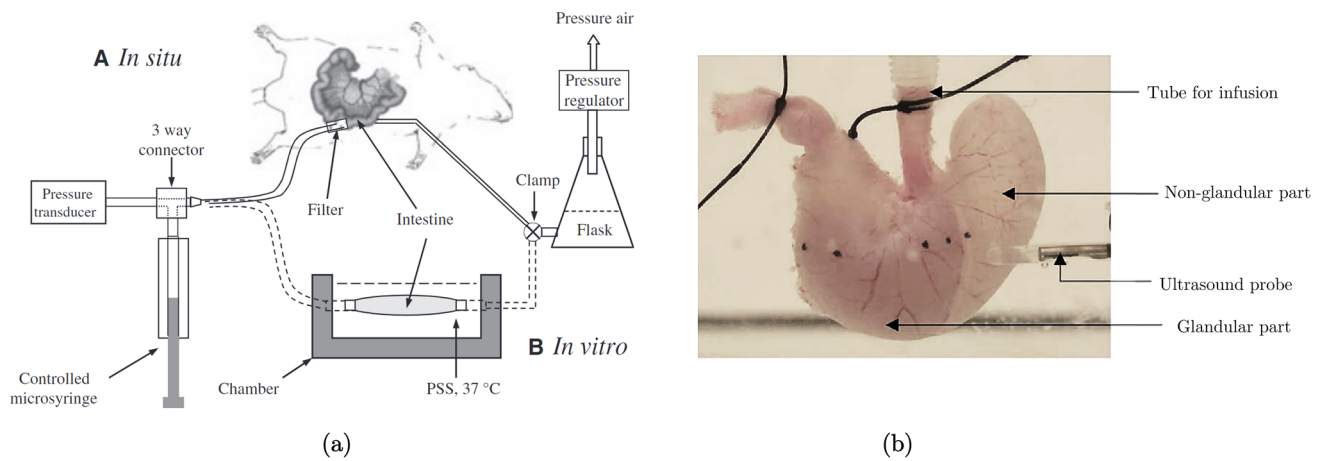 Pressure air
A In situ
Pressure
regulator
3 way
connector
Clamp
Pressure
transducer
Filter
Intestine
Flask
B In vitro
Controlled
microsyringe
Chamber
PSS, 37 °C
(a)
Tube for infusion
Non-glandular part
Ultrasound probe
Glandular part
(b)